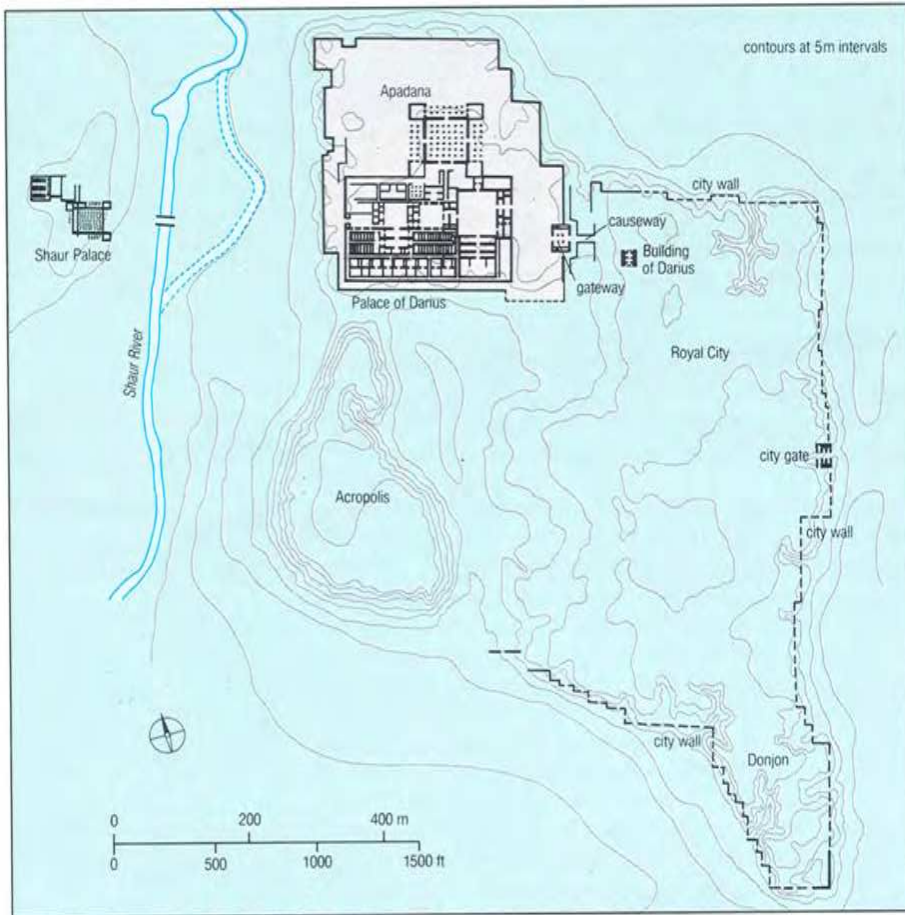 contours at 5m intervals
Apadana
city wall
causeway
Building
of Darius
gateway
Shaur Palace
Palace of Darius
Shaur River
Royal City
city gate
Acropolis
city wall
city wall
Donjon
0 200 400 m
0 500 1000 1500 ft